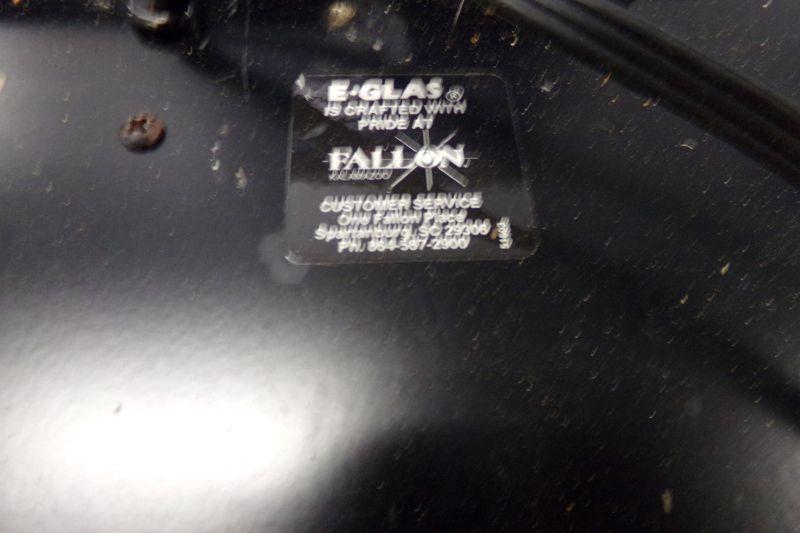 E·GLAS®
IS CRAFTED WITH
PRIDE AT
FALLON
CUSTOMER SERVICE
One Fallon Place
Spartanburg, SC 29306
Ph. 864-587-2900